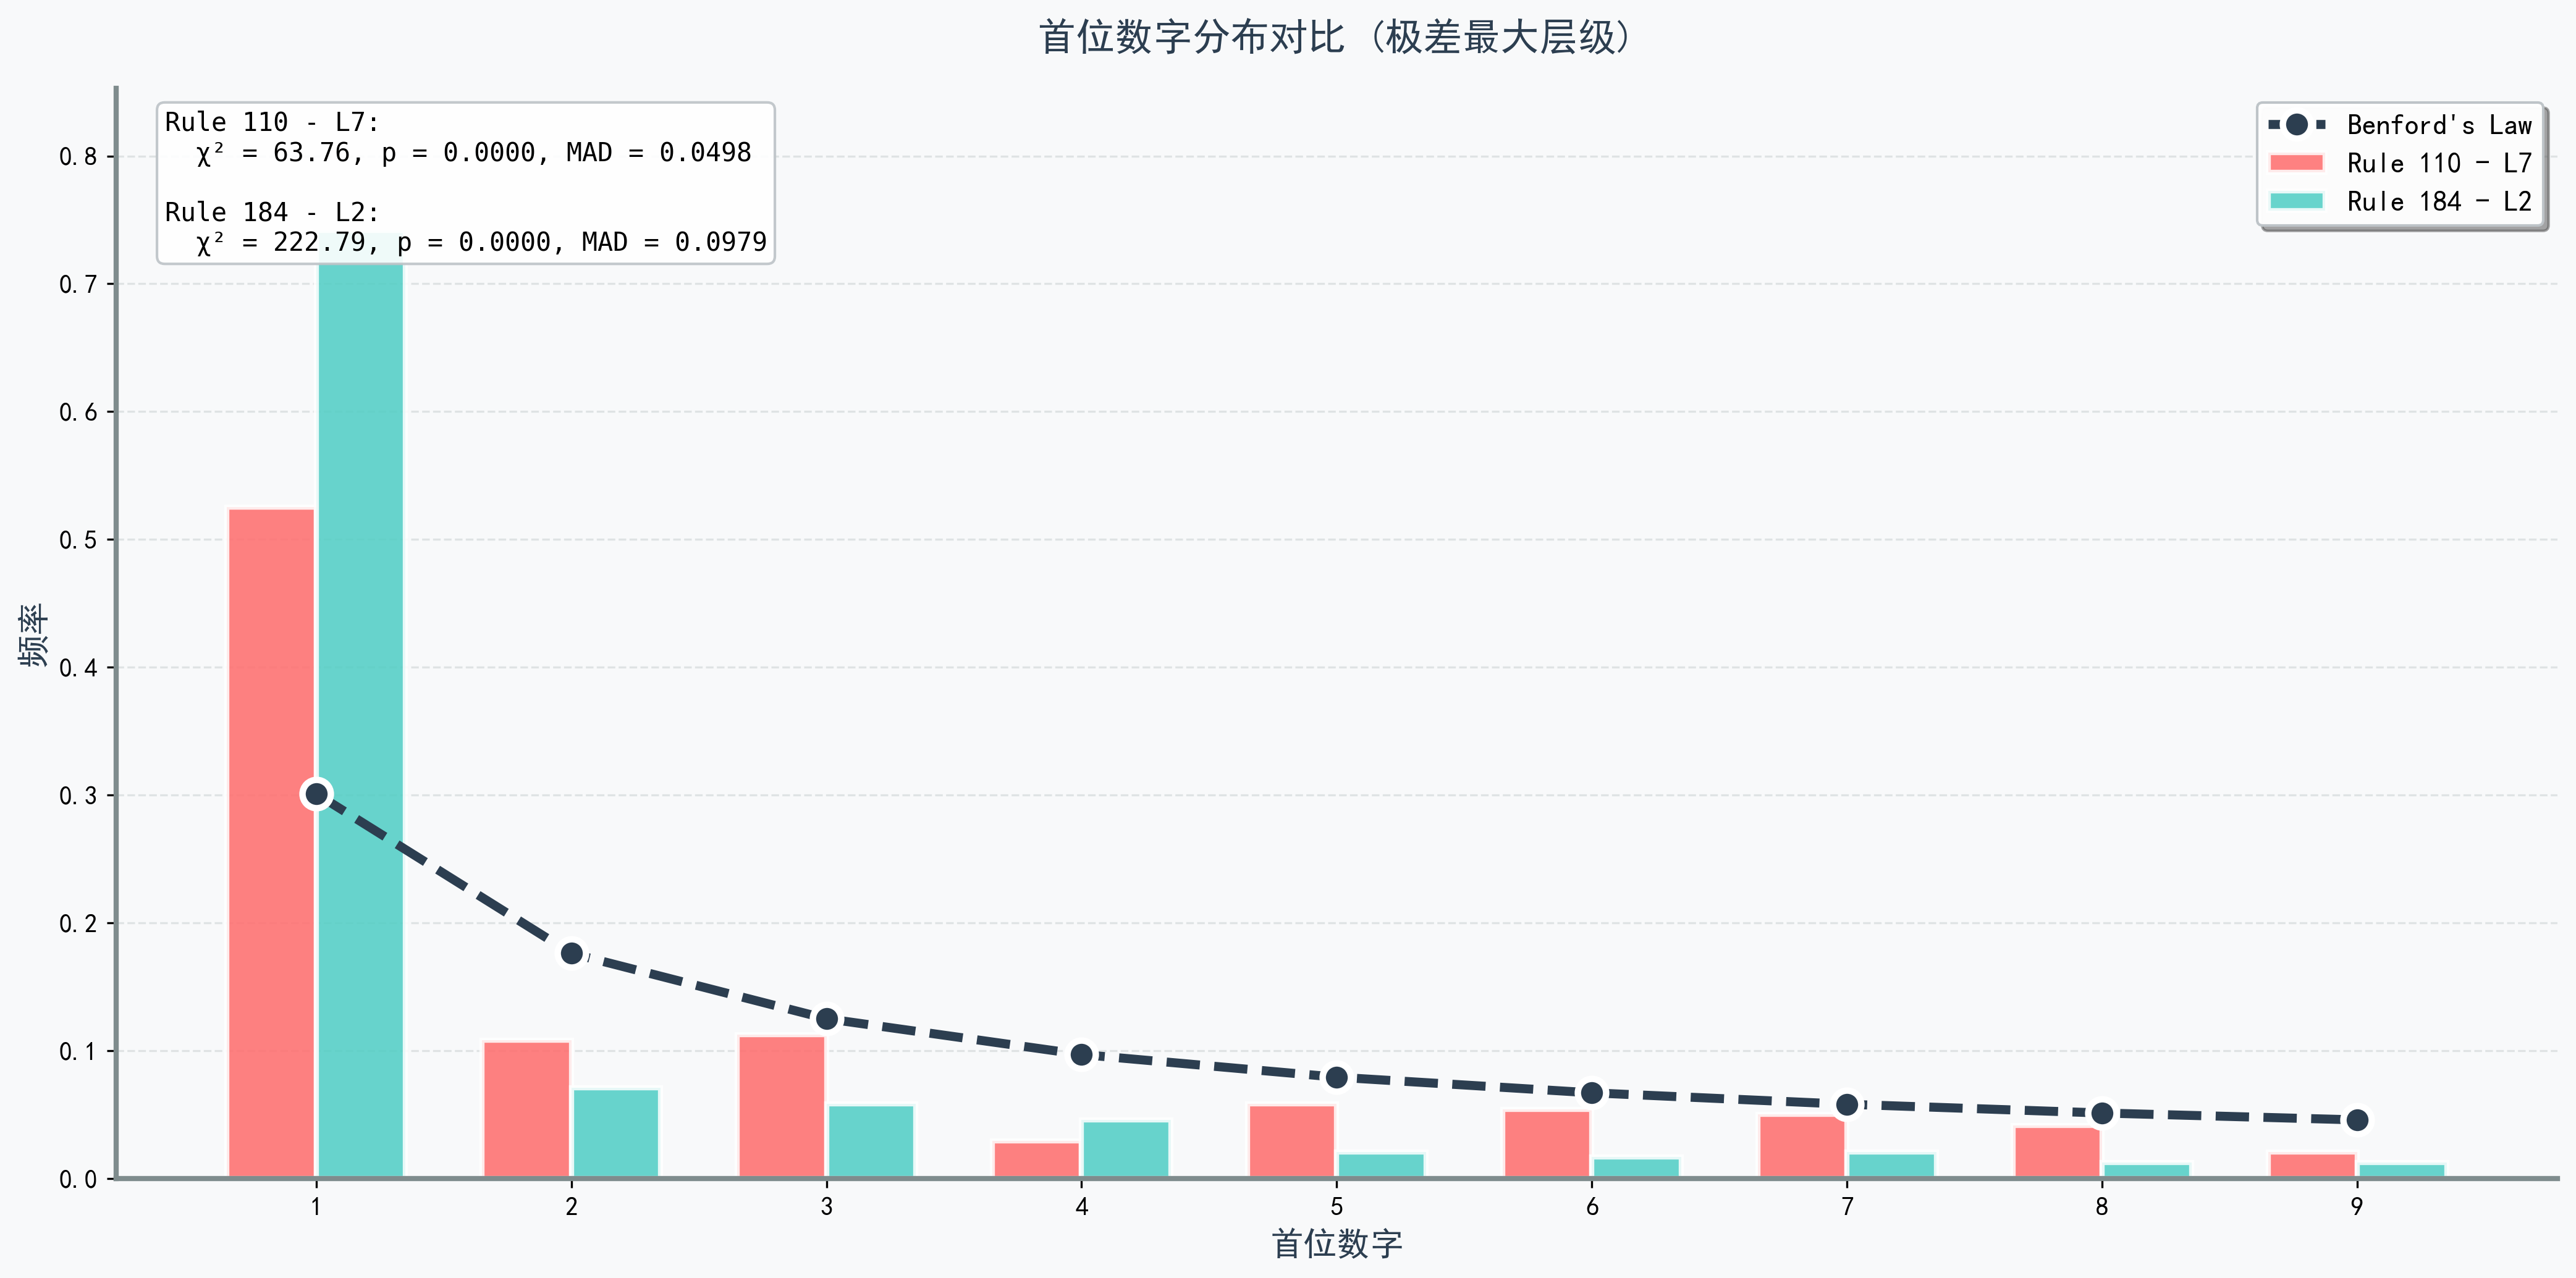 首位数字分布对比 (极差最大层级)
Rule 110 - L7:
χ² = 63.76, p = 0.0000, MAD = 0.0498
Rule 184 - L2:
χ² = 222.79, p = 0.0000, MAD = 0.0979
Benford's Law
Rule 110 - L7
Rule 184 - L2
频率
0.8
0.7
0.6
0.5
0.4
0.3
0.2
0.1
0.0
1 2 3 4 5 6 7 8 9
首位数字